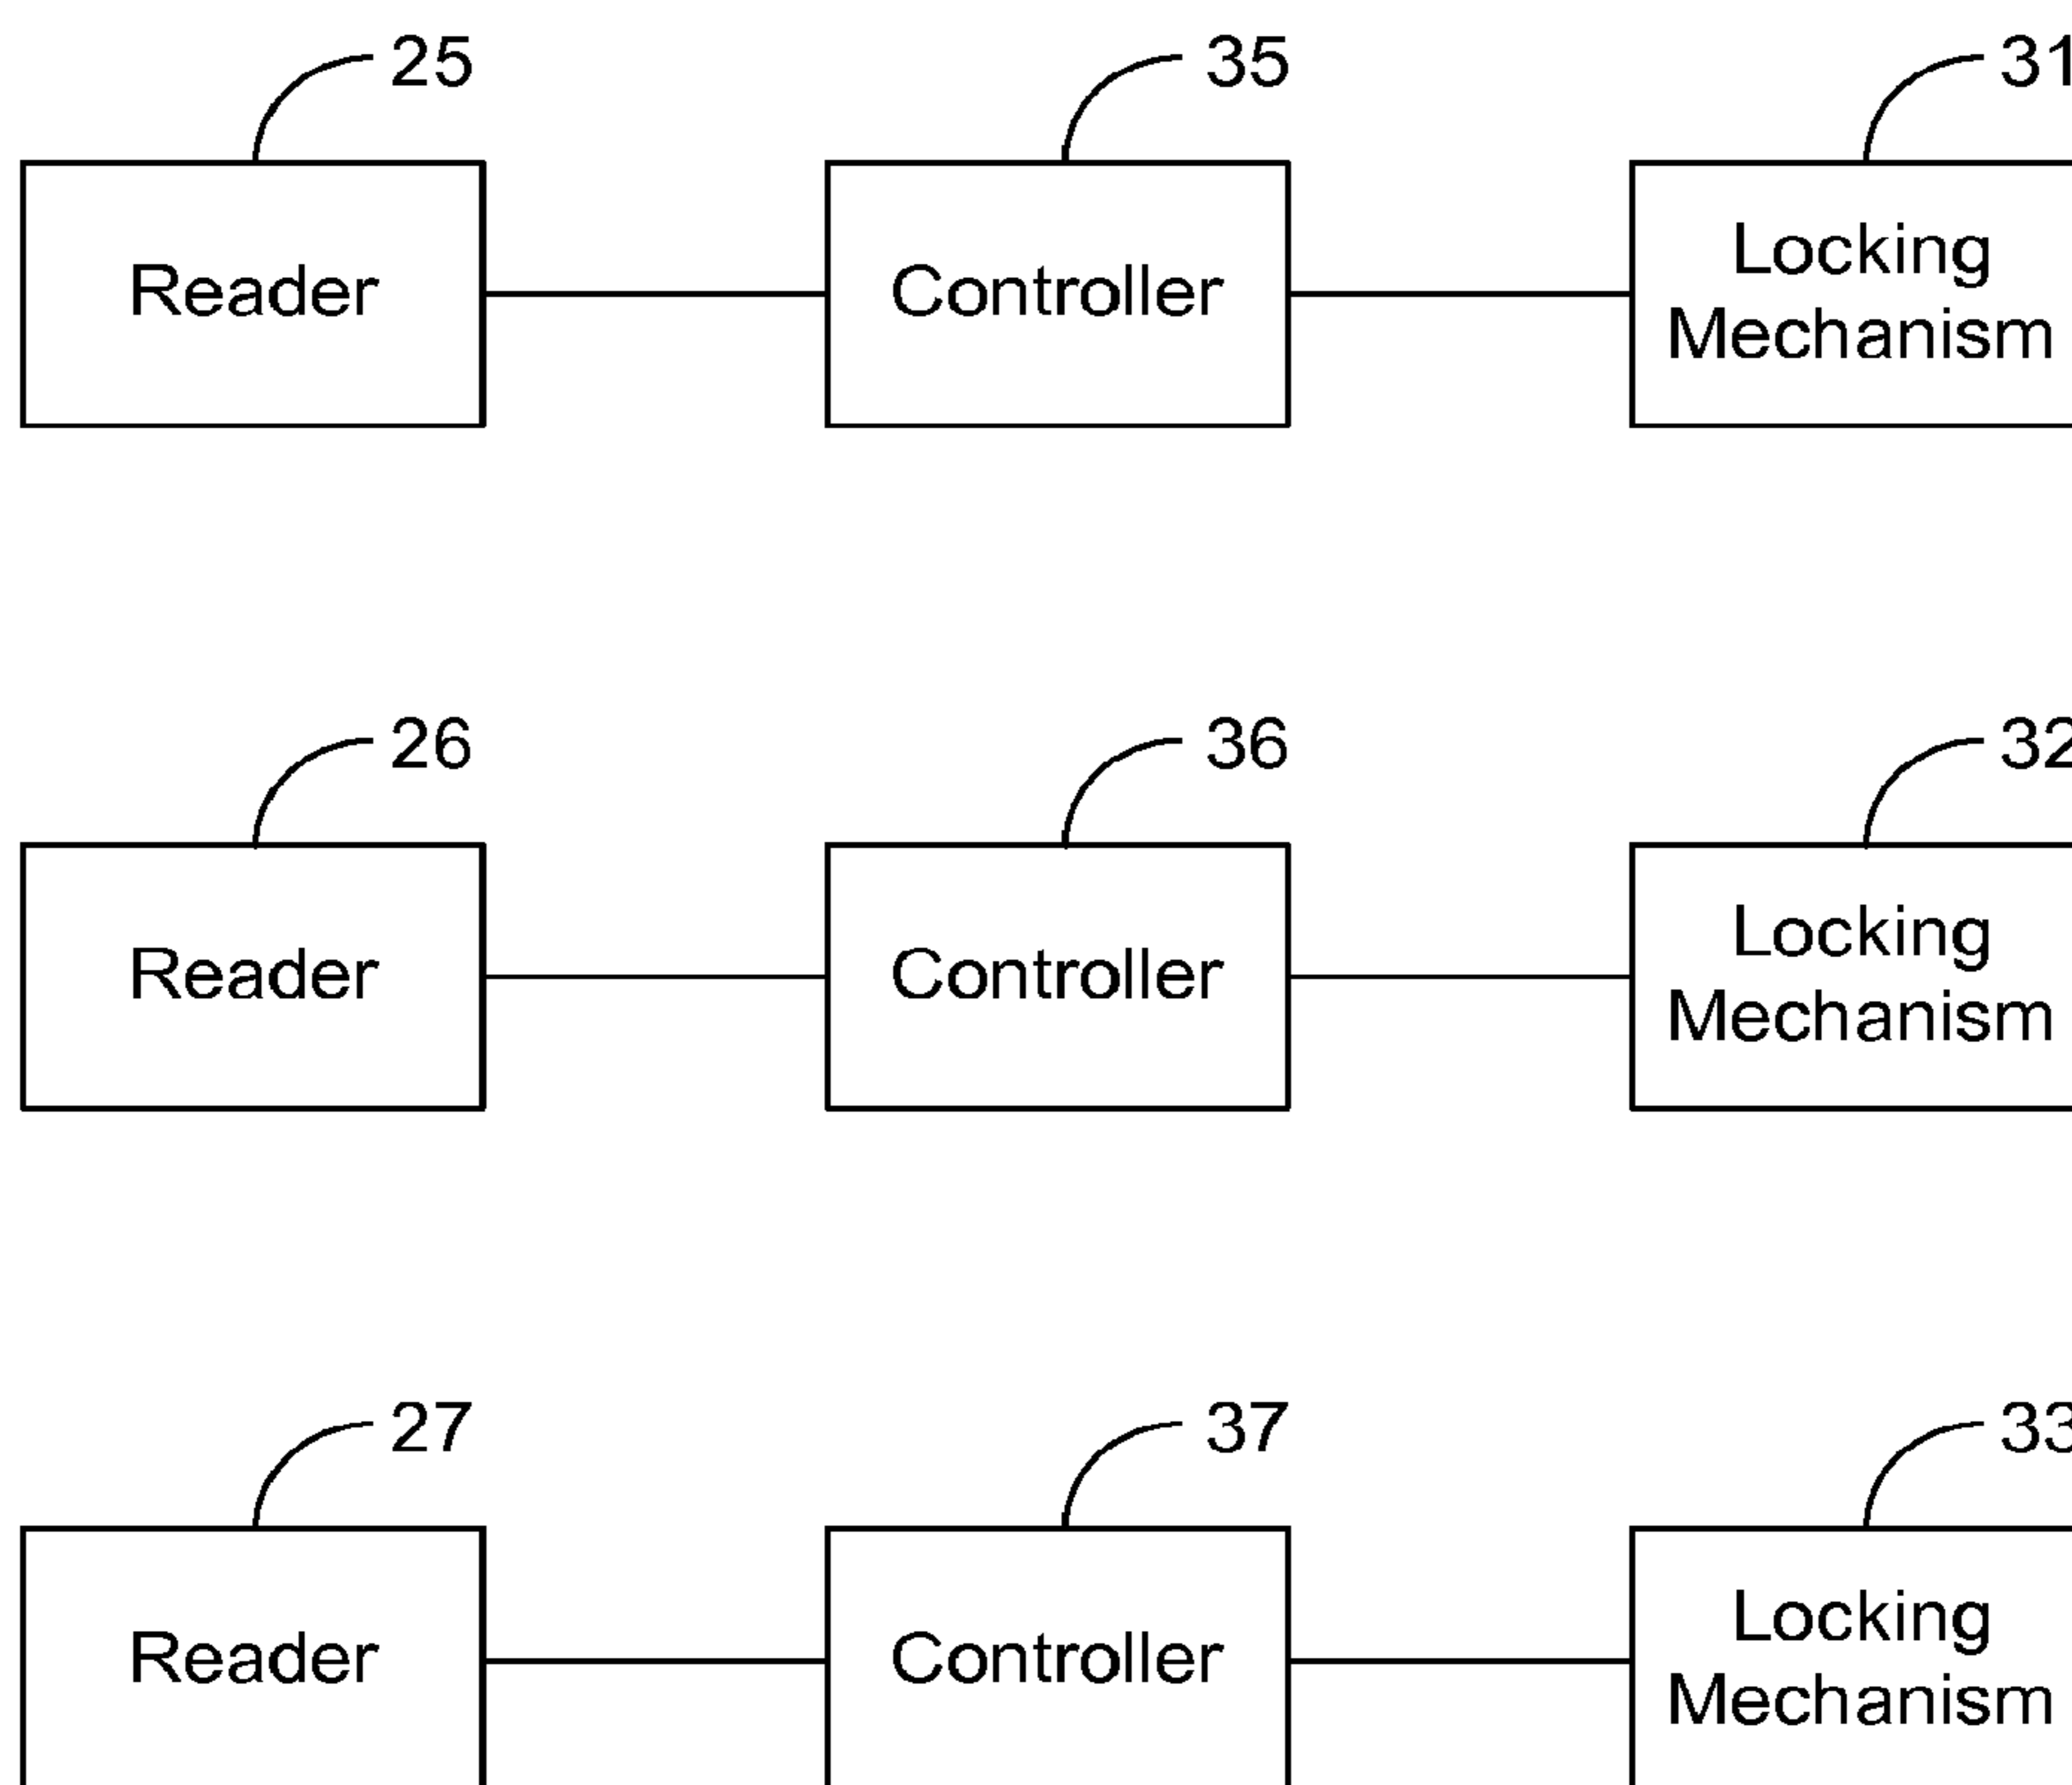 25
35
31
Reader
Controller
Locking
Mechanism
26
36
32
Reader
Controller
Locking
Mechanism
27
37
33
Reader
Controller
Locking
Mechanism